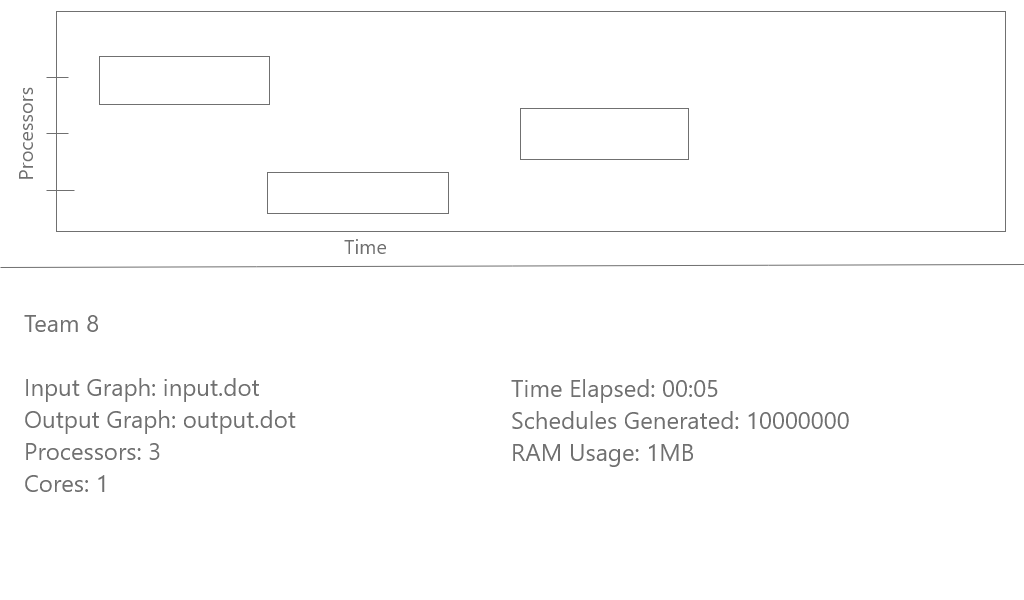 Processors
Time
Team 8
Input Graph: input.dot
Output Graph: output.dot
Processors: 3
Cores: 1
Time Elapsed: 00:05
Schedules Generated: 10000000
RAM Usage: 1MB